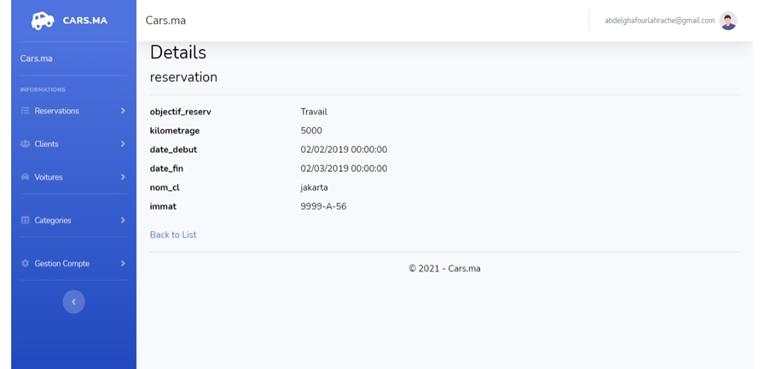 CARS.MA
Cars.ma
abdelghafourlahrache@gmail.com
Cars.ma
INFORMATIONS
Reservations
Clients
Voitures
Categories
Gestion Compte
Details
reservation
objectif_reserv Travail
kilometrage 5000
date_debut 02/02/2019 00:00:00
date_fin 02/03/2019 00:00:00
nom_cl jakarta
immat 9999-A-56
Back to List
© 2021 - Cars.ma